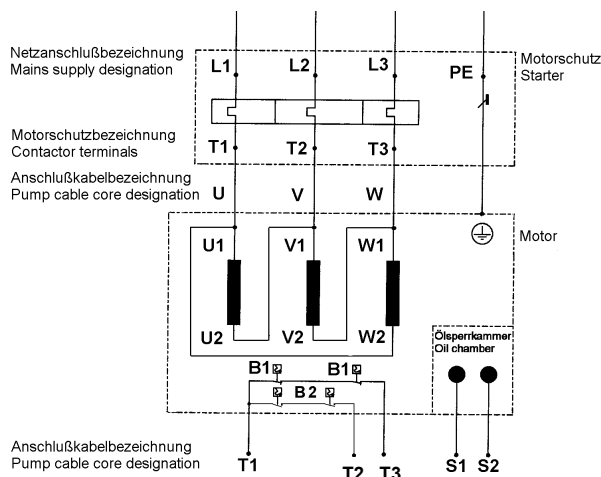 Netzanschlußbezeichnung
Mains supply designation
L1 L2 L3 PE
Motorschutz
Starter
Motorschutzbezeichnung
Contactor terminals
T1 T2 T3
Anschlußkabelbezeichnung
Pump cable core designation
U V W
Motor
U1 V1 W1
U2 V2 W2
Ölsperrkammer
Oil chamber
B1 B1
B2
Anschlußkabelbezeichnung
Pump cable core designation
T1 T2 T3 S1 S2